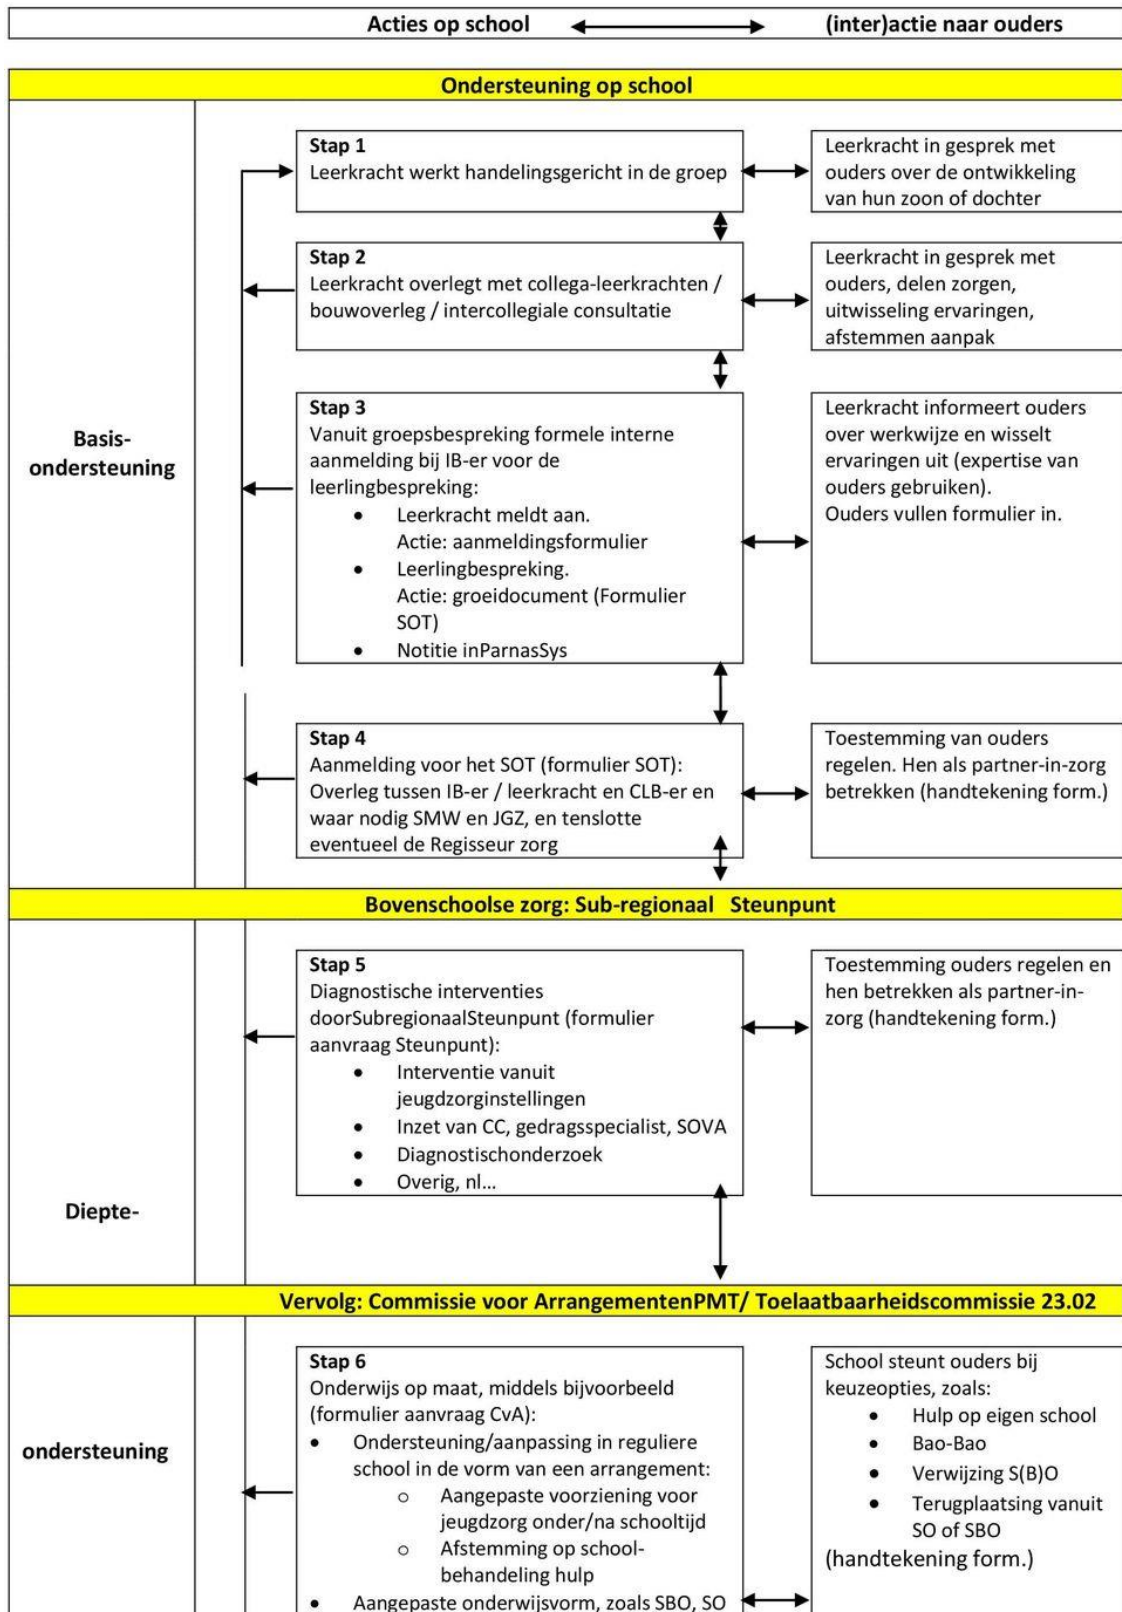 Acties op school (inter)actie naar ouders
Ondersteuning op school
Basis-
ondersteuning
Stap 1
Leerkracht werkt handelingsgericht in de groep
Leerkracht in gesprek met
ouders over de ontwikkeling
van hun zoon of dochter
Stap 2
Leerkracht overlegt met collega-leerkrachten /
bouwoverleg / intercollegiale consultatie
Leerkracht in gesprek met
ouders, delen zorgen,
uitwisseling ervaringen,
afstemmen aanpak
Stap 3
Vanuit groepsbespreking formele interne
aanmelding bij IB-er voor de
leerlingbespreking:
• Leerkracht meldt aan.
Actie: aanmeldingsformulier
• Leerlingbespreking.
Actie: groeidocument (Formulier
SOT)
• Notitie inParnasSys
Leerkracht informeert ouders
over werkwijze en wisselt
ervaringen uit (expertise van
ouders gebruiken).
Ouders vullen formulier in.
Stap 4
Aanmelding voor het SOT (formulier SOT):
Overleg tussen IB-er / leerkracht en CLB-er en
waar nodig SMW en JGZ, en tenslotte
eventueel de Regisseur zorg
Toestemming van ouders
regelen. Hen als partner-in-zorg
betrekken (handtekening form.)
Bovenschoolse zorg: Sub-regionaal Steunpunt
Diepte-
Stap 5
Diagnostische interventies
doorSubregionaalSteunpunt (formulier
aanvraag Steunpunt):
• Interventie vanuit
jeugdzorginstellingen
• Inzet van CC, gedragsspecialist, SOVA
• Diagnostischonderzoek
• Overig, nl...
Toestemming ouders regelen en
hen betrekken als partner-in-
zorg (handtekening form.)
Vervolg: Commissie voor ArrangementenPMT/ Toelaatbaarheidscommissie 23.02
ondersteuning
Stap 6
Onderwijs op maat, middels bijvoorbeeld
(formulier aanvraag CvA):
• Ondersteuning/aanpassing in reguliere
school in de vorm van een arrangement:
o Aangepaste voorziening voor
jeugdzorg onder/na schooltijd
o Afstemming op school-
behandeling hulp
• Aangepaste onderwijsvorm, zoals SBO, SO
School steunt ouders bij
keuzeopties, zoals:
• Hulp op eigen school
• Bao-Bao
• Verwijzing S(B)O
• Terugplaatsing vanuit
SO of SBO
(handtekening form.)